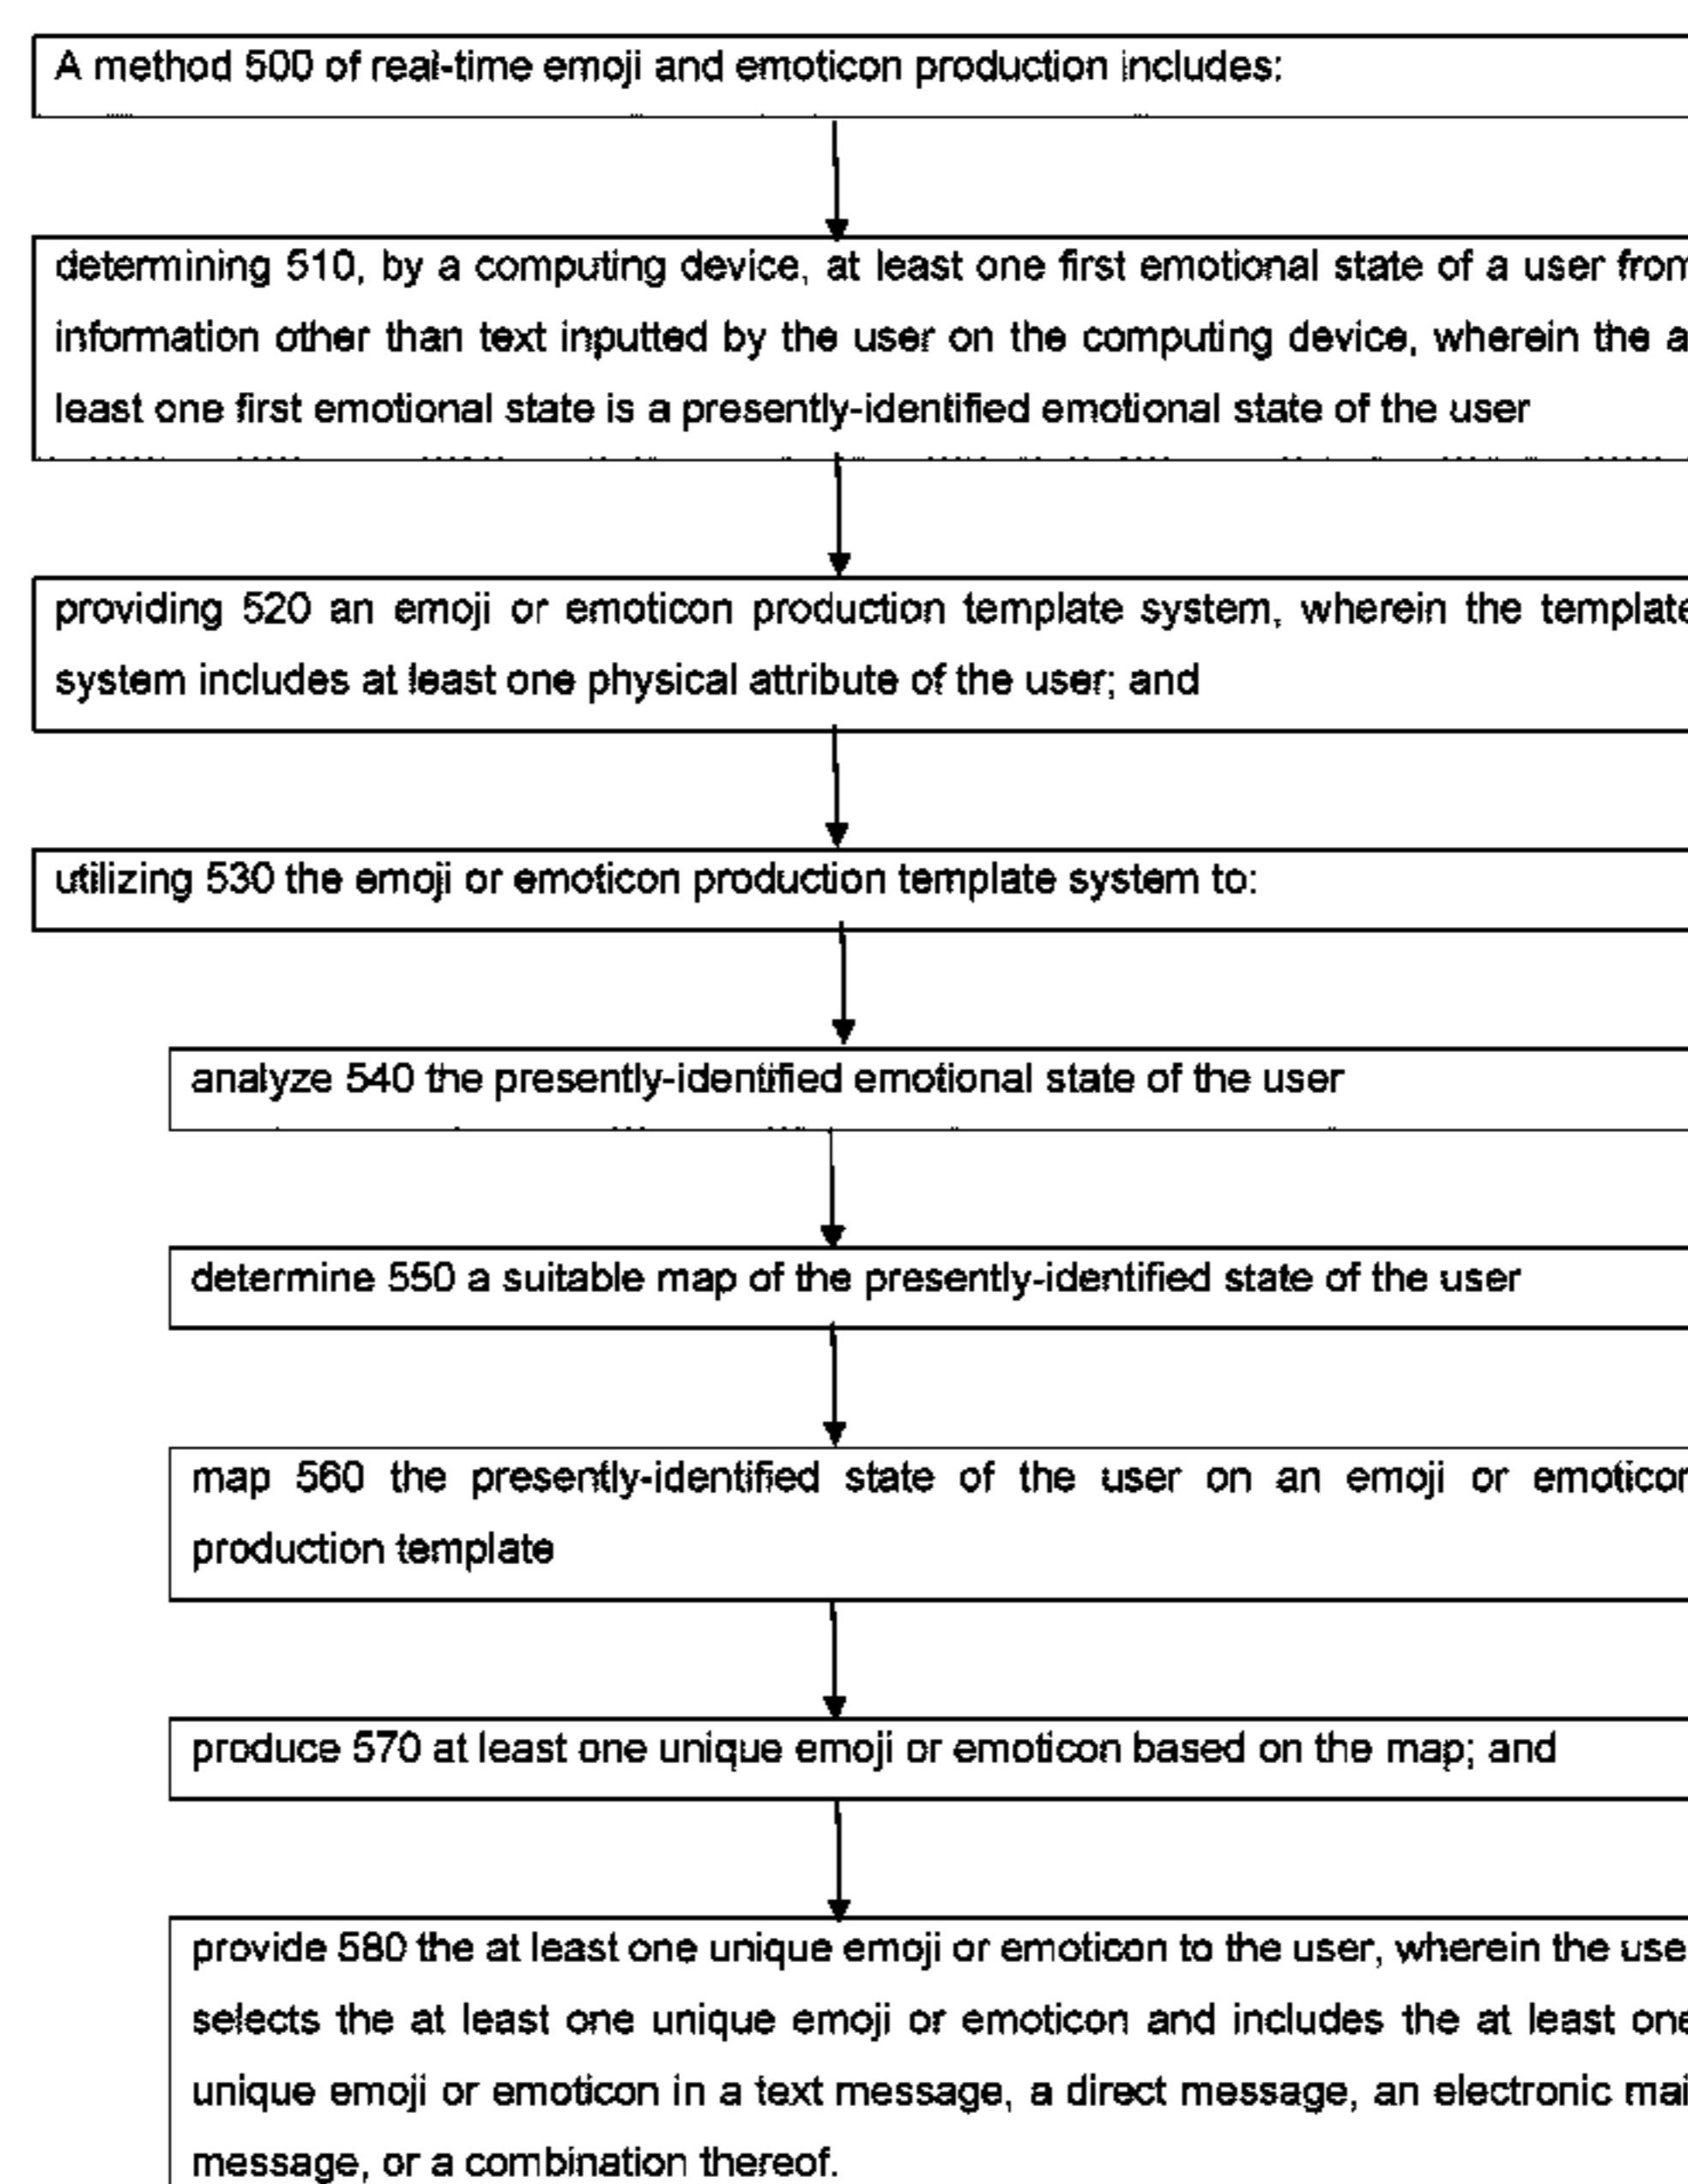 A method 500 of real-time emoji and emoticon production includes:
determining 510, by a computing device, at least one first emotional state of a user from
information other than text inputted by the user on the computing device, wherein the a
least one first emotional state is a presently-identified emotional state of the user
providing 520 an emoji or emoticon production template system, wherein the template
system includes at least one physical attribute of the user; and
utilizing 530 the emoji or emoticon production template system to:
analyze 540 the presently-identified emotional state of the user
determine 550 a suitable map of the presently-identified state of the user
map 560 the presently-identified state of the user on an emoji or emoticon
production template
produce 570 at least one unique emoji or emoticon based on the map; and
provide 580 the at least one unique emoji or emoticon to the user, wherein the use
selects the at least one unique emoji or emoticon and includes the at least one
unique emoji or emoticon in a text message, a direct message, an electronic mai
message, or a combination thereof.